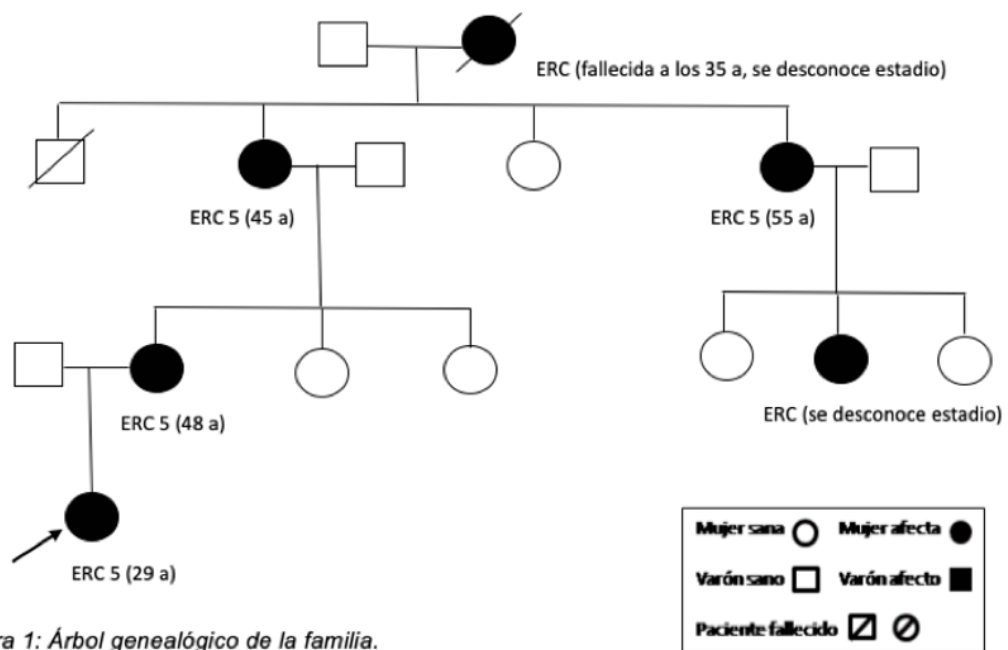 ERC (fallecida a los 35 a, se desconoce estadio)
ERC 5 (45 a)
ERC 5 (55 a)
ERC 5 (48 a)
ERC (se desconoce estadio)
ERC 5 (29 a)
Mujer sana Mujer afecta
Varón sano Varón afecto
Paciente fallecido
ra 1: Árbol genealógico de la familia.